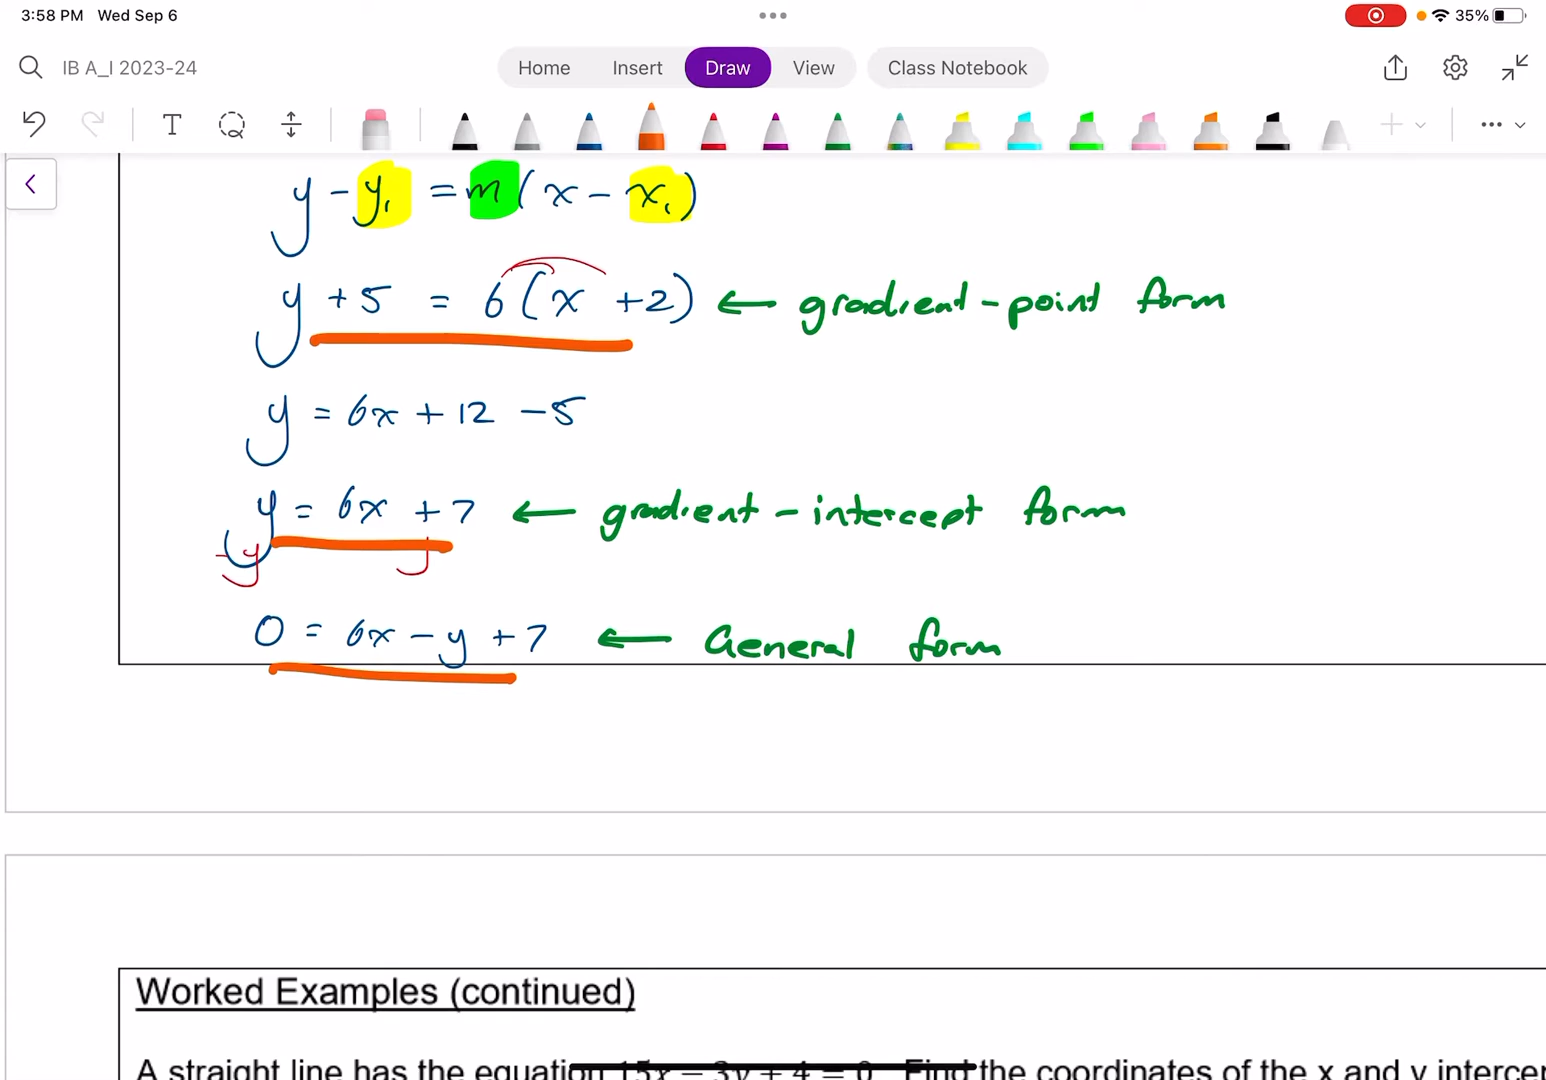 3:58 PM Wed Sep 6
35%
IB A_I 2023-24
Home Insert Draw View Class Notebook
T
y - y₁ = m(x - x₁)
y + 5 = 6(x + 2) ← gradient-point form
y = 6x + 12 - 5
y = 6x + 7 ← gradient-intercept form
-y -y
0 = 6x - y + 7 ← General form
Worked Examples (continued)
A straight line has the equation 15x − 3y + 4 = 0 Find the coordinates of the x and y interce